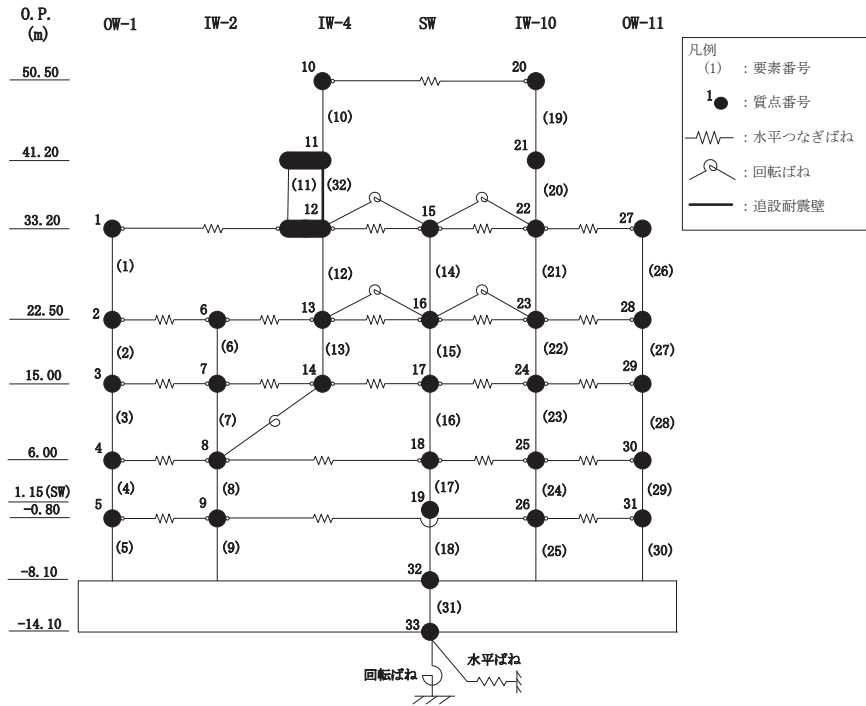 O.P.
(m)
OW-1 IW-2 IW-4 SW IW-10 OW-11
凡例
(1) : 要素番号
1 : 質点番号
: 水平つなぎばね
: 回転ばね
: 追設耐震壁
50.50 10 20
(10) (19)
41.20 11 21
(11) (32) (20)
33.20 1 12 15 22 27
(1) (12) (14) (21) (26)
22.50 2 6 13 16 23 28
(2) (6) (13) (15) (22) (27)
15.00 3 7 14 17 24 29
(3) (7) (16) (23) (28)
6.00 4 8 18 25 30
(4) (8) (17) (24) (29)
1.15(SW) 19
-0.80 5 9 26 31
(5) (9) (18) (25) (30)
-8.10 32
(31)
-14.10 33
回転ばね 水平ばね